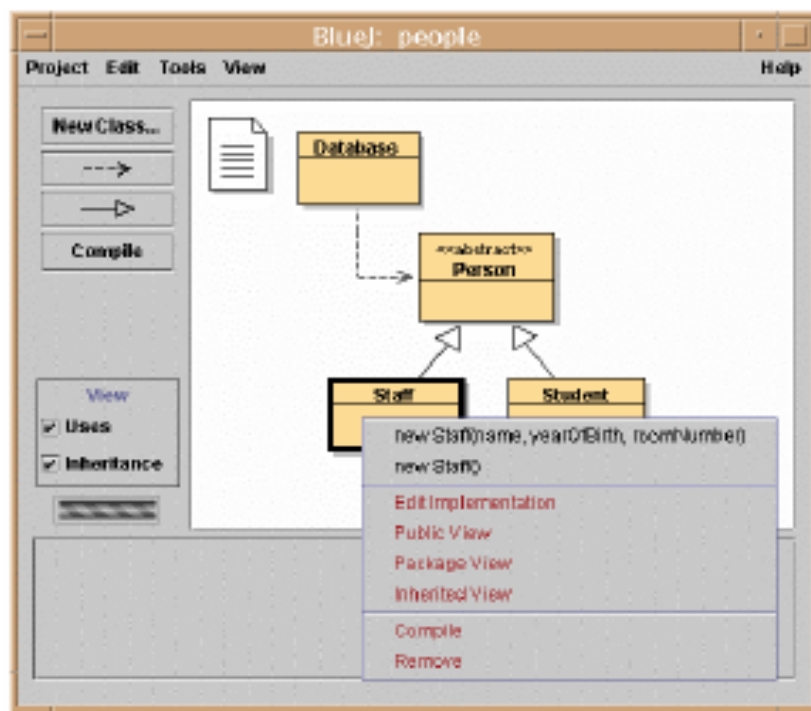 BlueJ: people
Project Edit Tools View Help
New Class...
Compile
View
Uses
Inheritance
Database
<<abstract>>
Person
Staff
Student
new Staff(name, yearOfBirth, roomNumber)
new Staff()
Edit Implementation
Public View
Package View
Inherited View
Compile
Remove